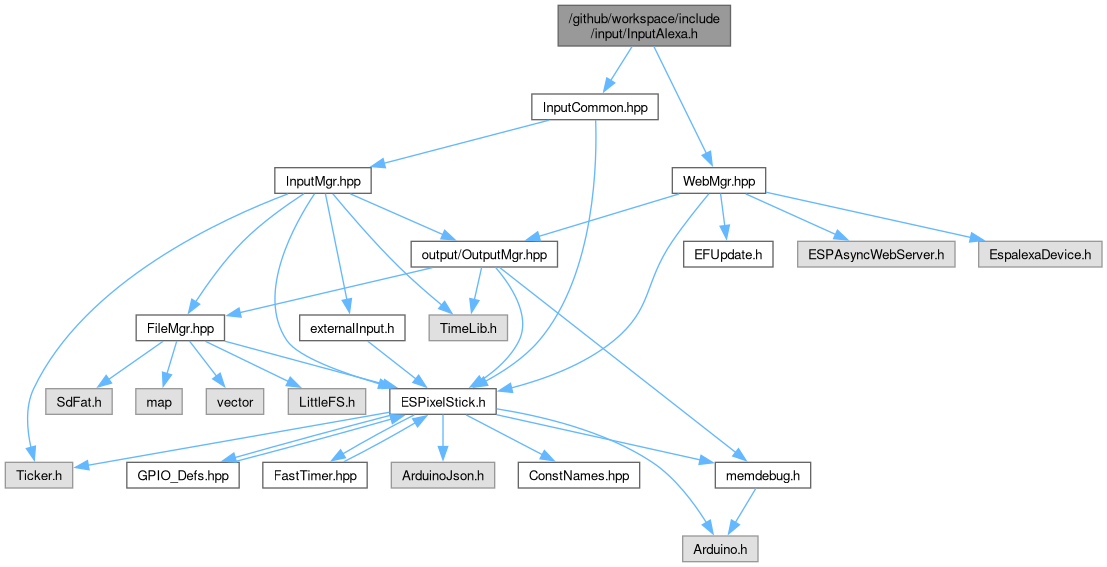 /github/workspace/include
/input/InputAlexa.h
InputCommon.hpp
InputMgr.hpp
WebMgr.hpp
output/OutputMgr.hpp
EFUpdate.h
ESPAsyncWebServer.h
EspalexaDevice.h
FileMgr.hpp
externalInput.h
TimeLib.h
SdFat.h
map
vector
LittleFS.h
ESPixelStick.h
Ticker.h
GPIO_Defs.hpp
FastTimer.hpp
ArduinoJson.h
ConstNames.hpp
memdebug.h
Arduino.h